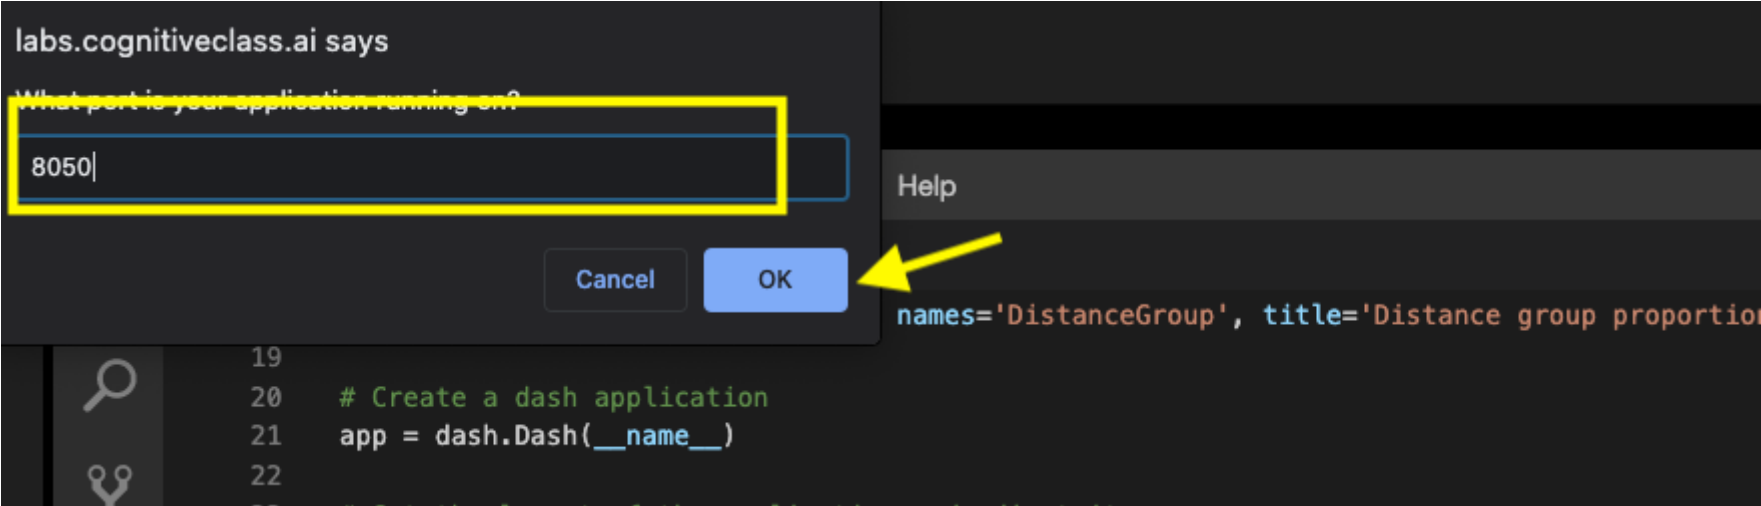 labs.cognitiveclass.ai says
What port is your application running on?
8050
Cancel
OK
Help
names='DistanceGroup', title='Distance group proportion
19
20 # Create a dash application
21 app = dash.Dash(__name__)
22